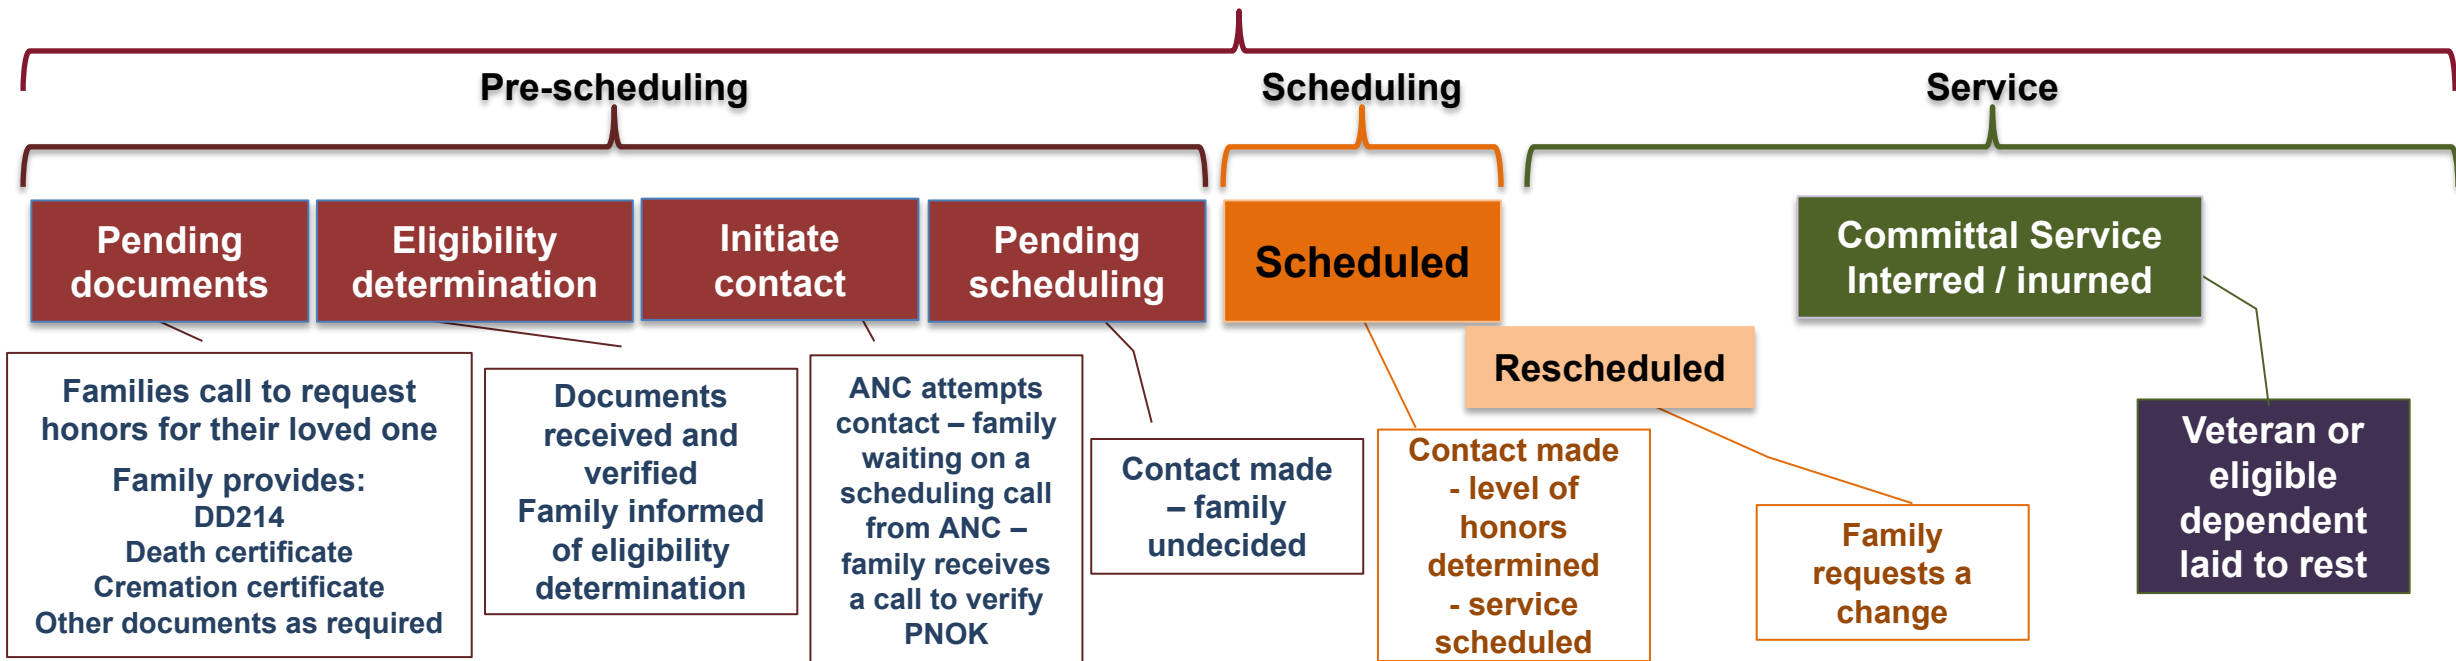 Pre-scheduling
Scheduling
Service
Pending
documents
Eligibility
determination
Initiate
contact
Pending
scheduling
Scheduled
Committal Service
Interred / inurned
Rescheduled
Families call to request
honors for their loved one
Family provides:
DD214
Death certificate
Cremation certificate
Other documents as required
Documents
received and
verified
Family informed
of eligibility
determination
ANC attempts
contact – family
waiting on a
scheduling call
from ANC –
family receives
a call to verify
PNOK
Contact made
– family
undecided
Contact made
- level of
honors
determined
- service
scheduled
Family
requests a
change
Veteran or
eligible
dependent
laid to rest